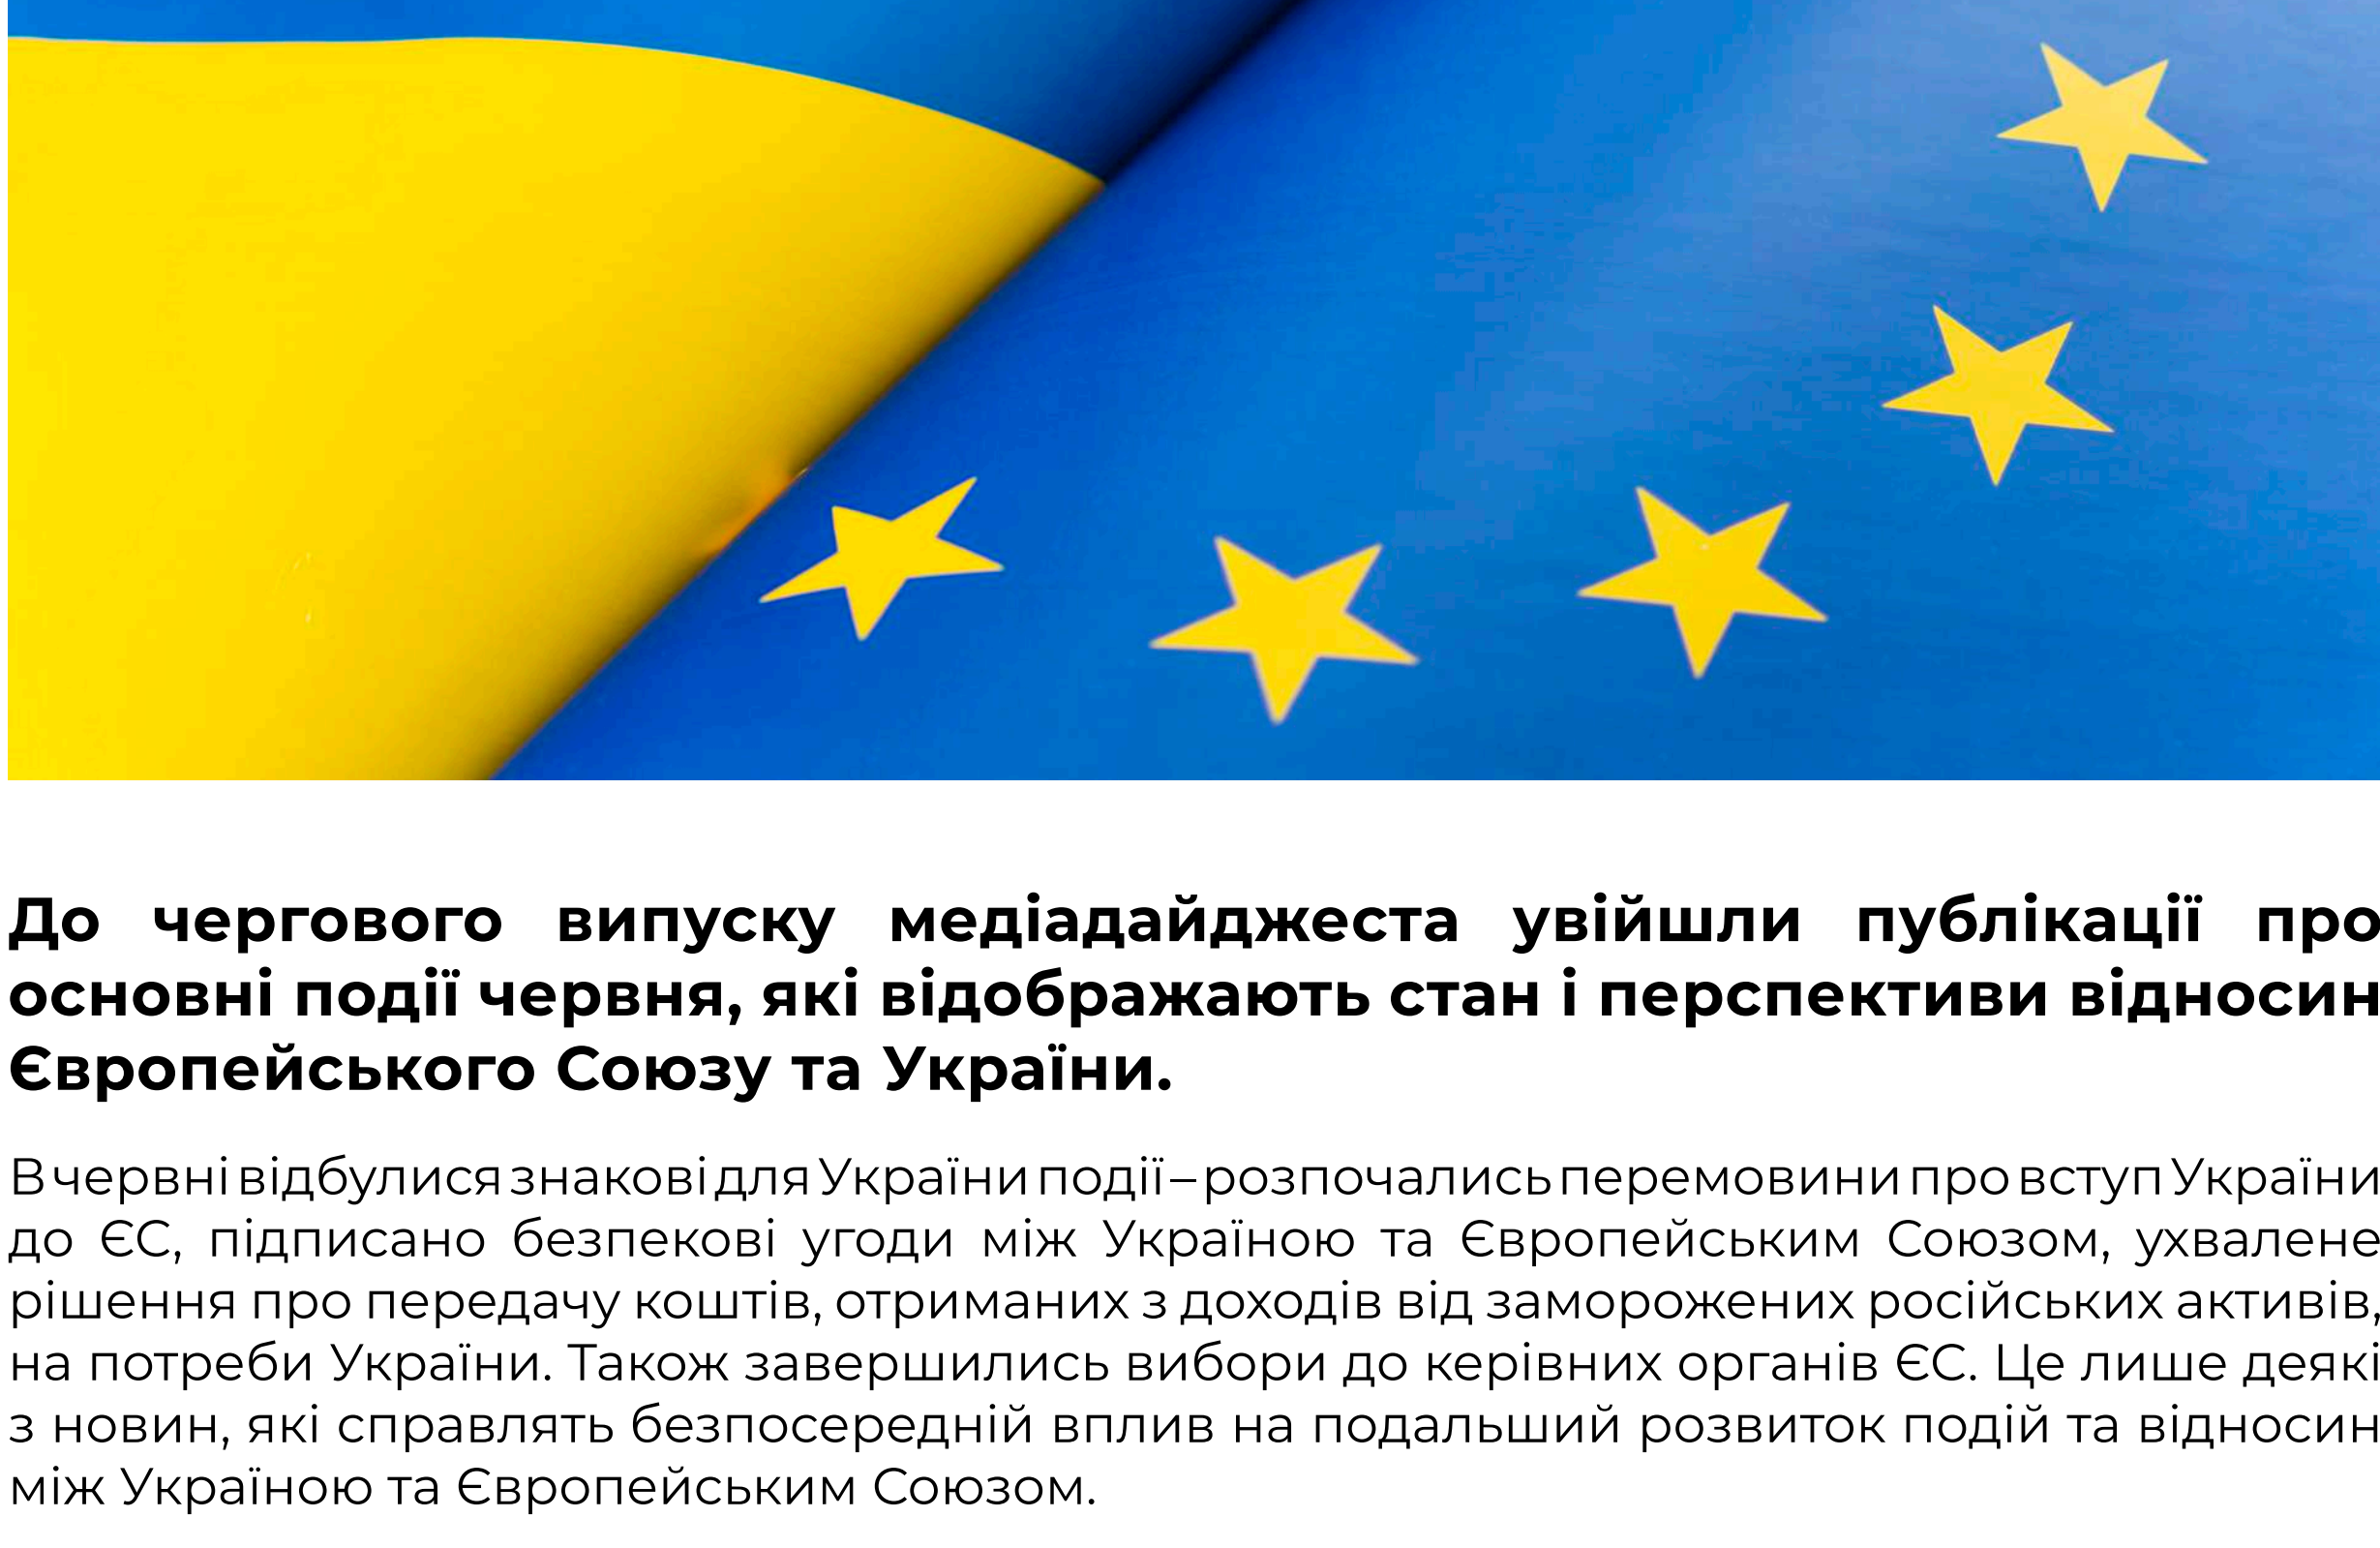 До чергового випуску медіадайджеста увійшли публікації про
основні події червня, які відображають стан і перспективи відносин
Європейського Союзу та України.
В червні відбулися знакові для України події – розпочались перемовини про вступ України
до ЄС, підписано безпекові угоди між Україною та Європейським Союзом, ухвалене
рішення про передачу коштів, отриманих з доходів від заморожених російських активів,
на потреби України. Також завершились вибори до керівних органів ЄС. Це лише деякі
з новин, які справлять безпосередній вплив на подальший розвиток подій та відносин
між Україною та Європейським Союзом.